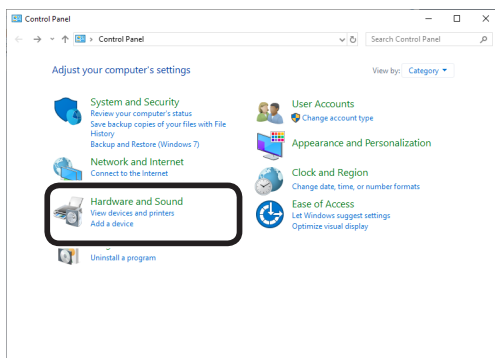 Control Panel
Control Panel
Search Control Panel
Adjust your computer's settings
View by: Category
System and Security
Review your computer's status
Save backup copies of your files with File
History
Backup and Restore (Windows 7)
Network and Internet
Connect to the Internet
Hardware and Sound
View devices and printers
Add a device
Uninstall a program
User Accounts
Change account type
Appearance and Personalization
Clock and Region
Change date, time, or number formats
Ease of Access
Let Windows suggest settings
Optimize visual display